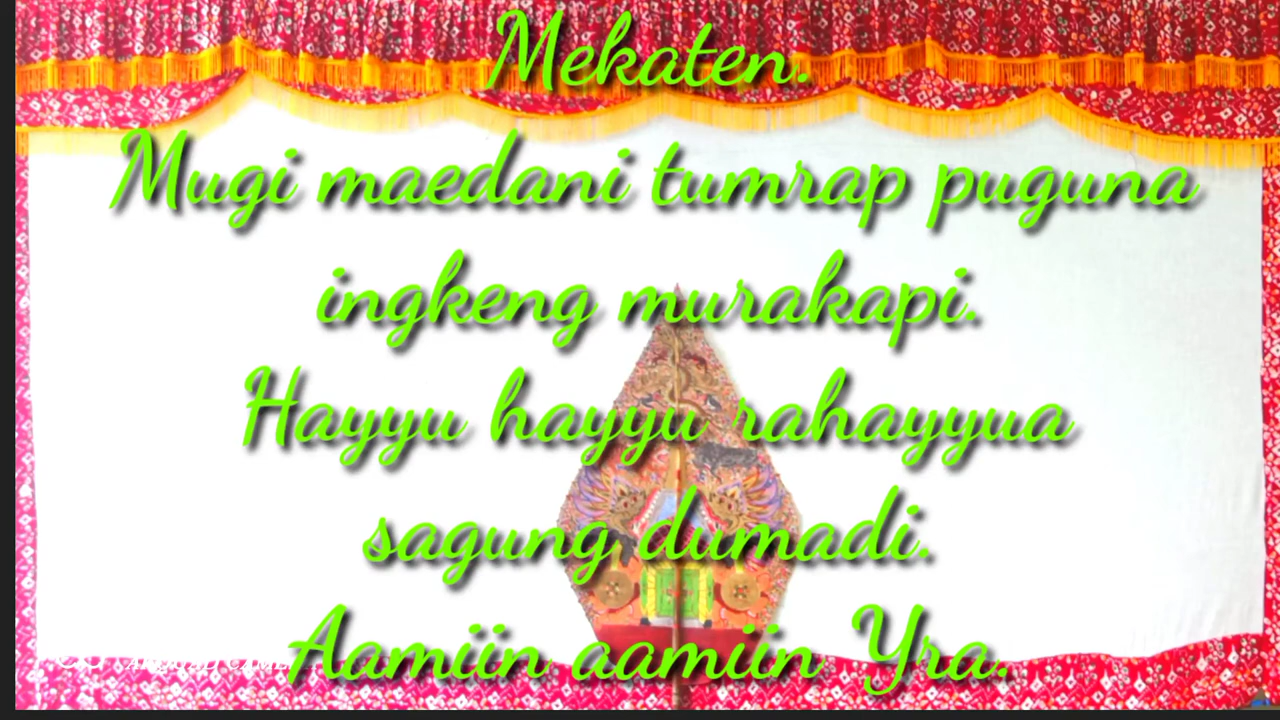 Mekaten.
Mugi maedani tumrap puguna
ingkeng murakapi.
Hayyu hayyu rahayyua
sagung dumadi.
Aamiin aamiin Yra.